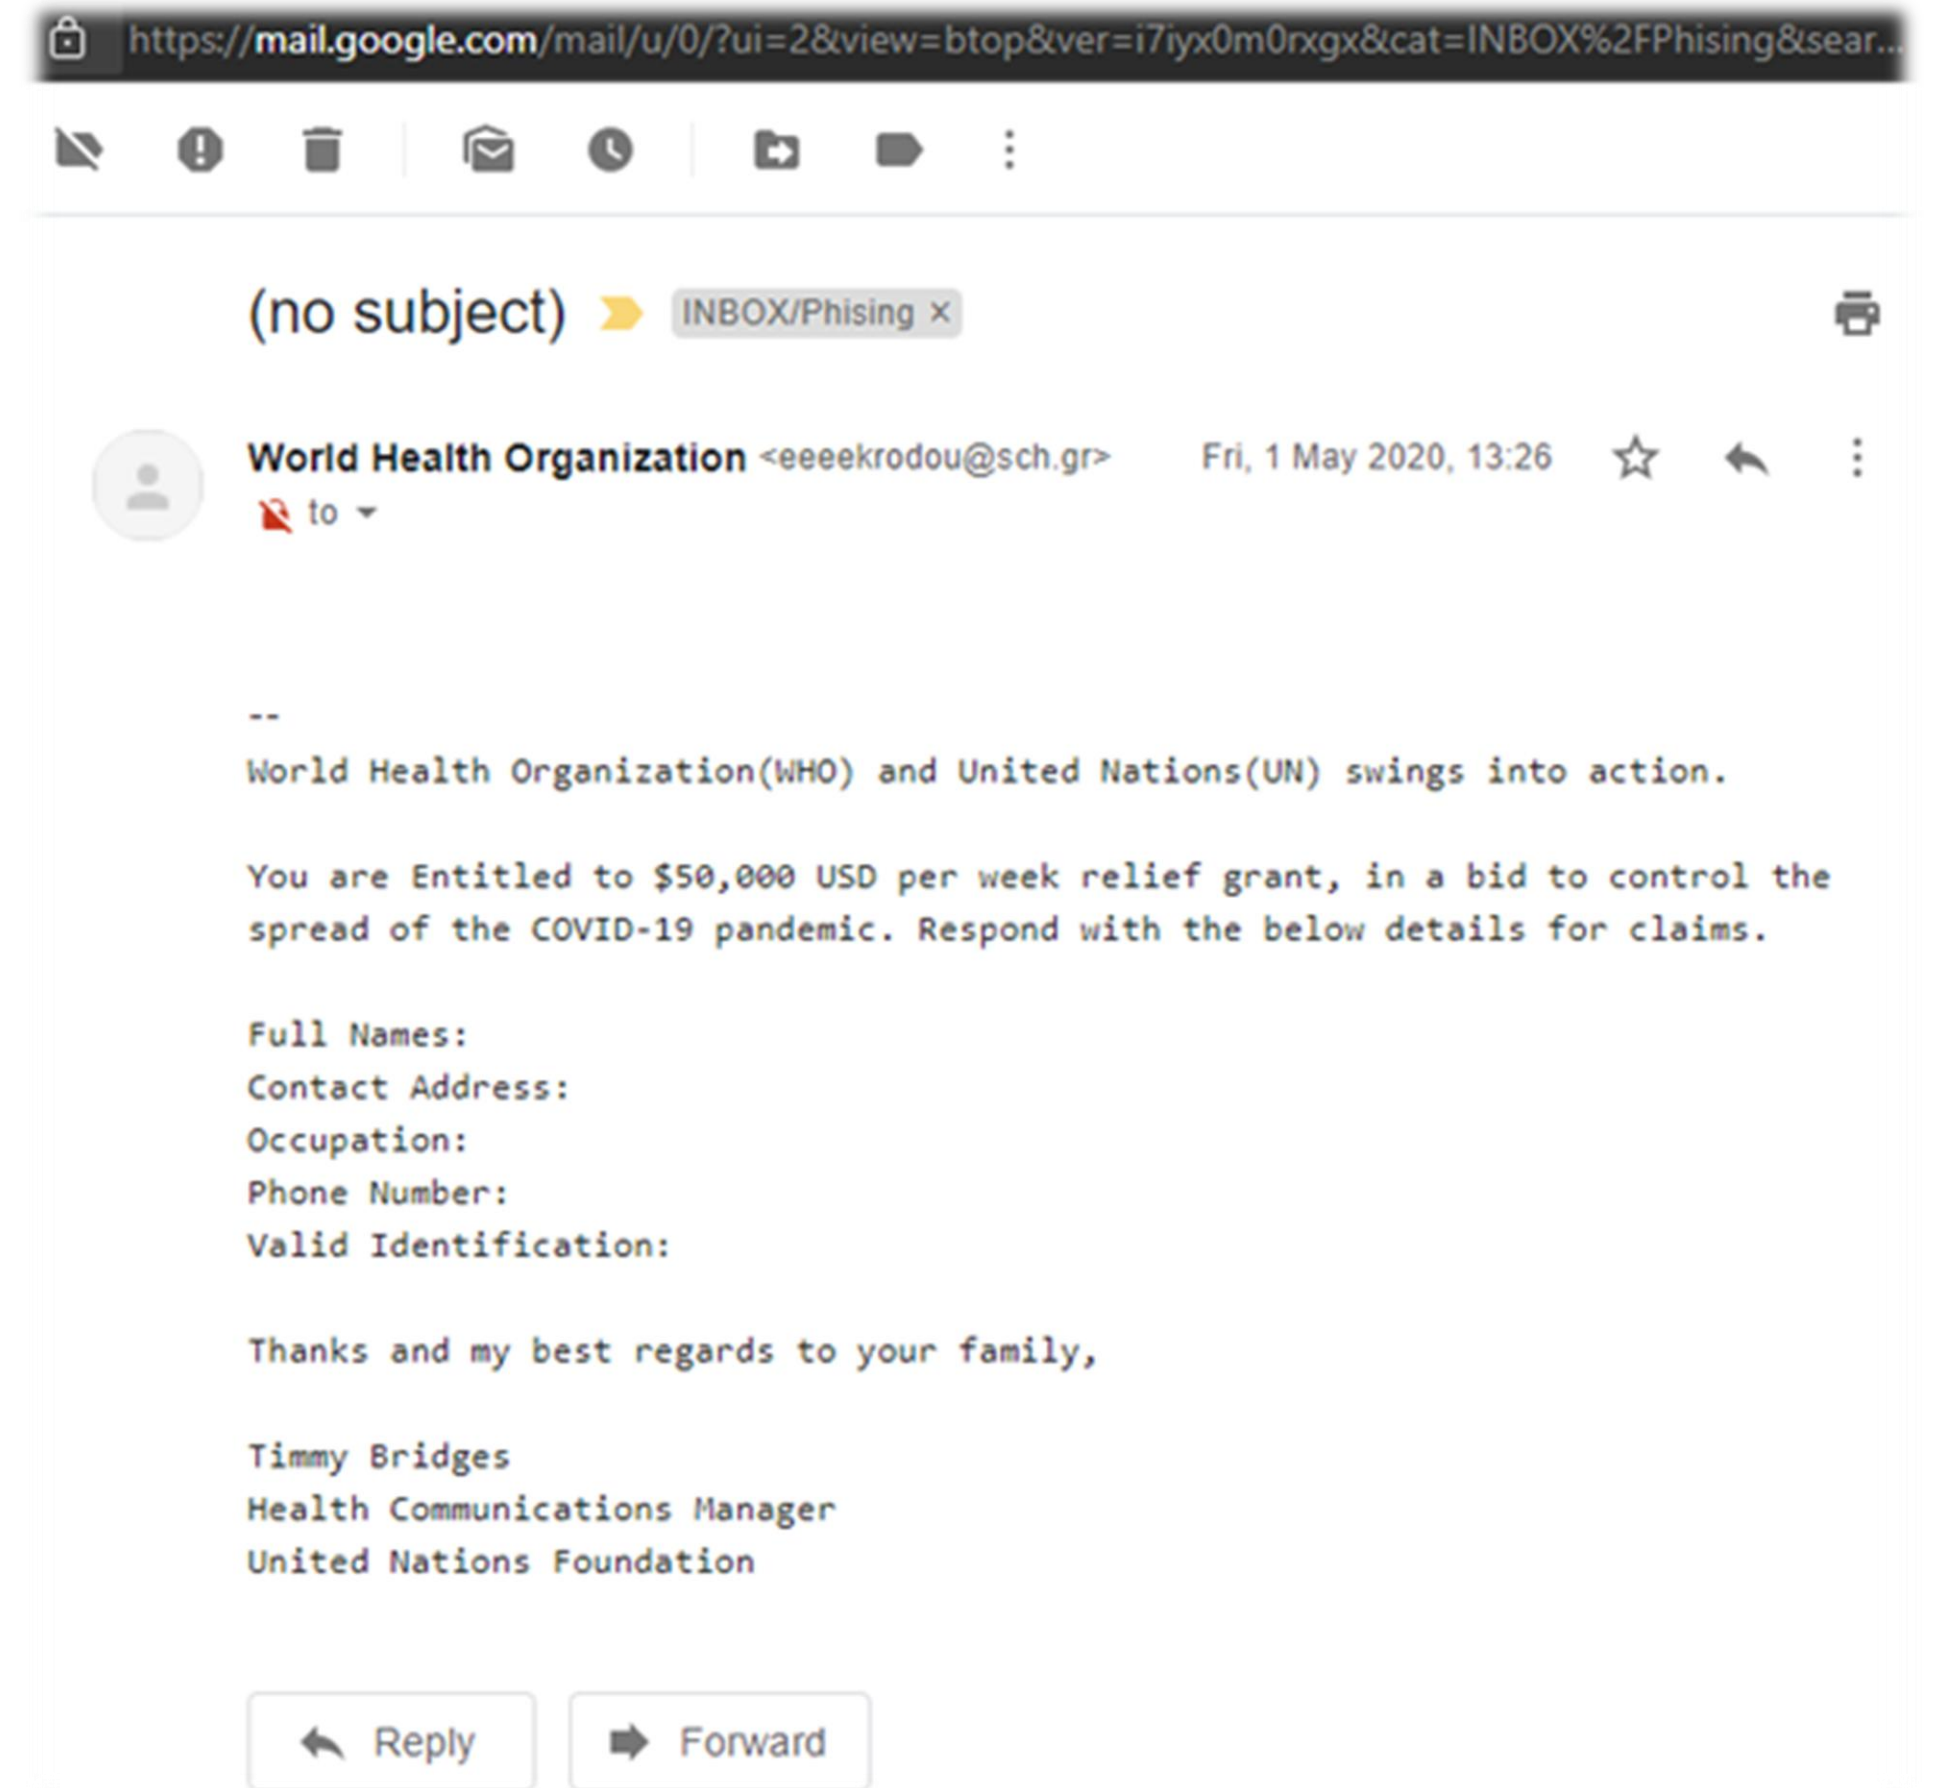 https://mail.google.com/mail/u/0/?ui=2&view=btop&ver=i7iyx0m0rxgx&cat=INBOX%2FPhising&sear...
(no subject) INBOX/Phising ×
World Health Organization <eeeekrodou@sch.gr> Fri, 1 May 2020, 13:26
to
--
World Health Organization(WHO) and United Nations(UN) swings into action.
You are Entitled to $50,000 USD per week relief grant, in a bid to control the
spread of the COVID-19 pandemic. Respond with the below details for claims.
Full Names:
Contact Address:
Occupation:
Phone Number:
Valid Identification:
Thanks and my best regards to your family,
Timmy Bridges
Health Communications Manager
United Nations Foundation
Reply Forward